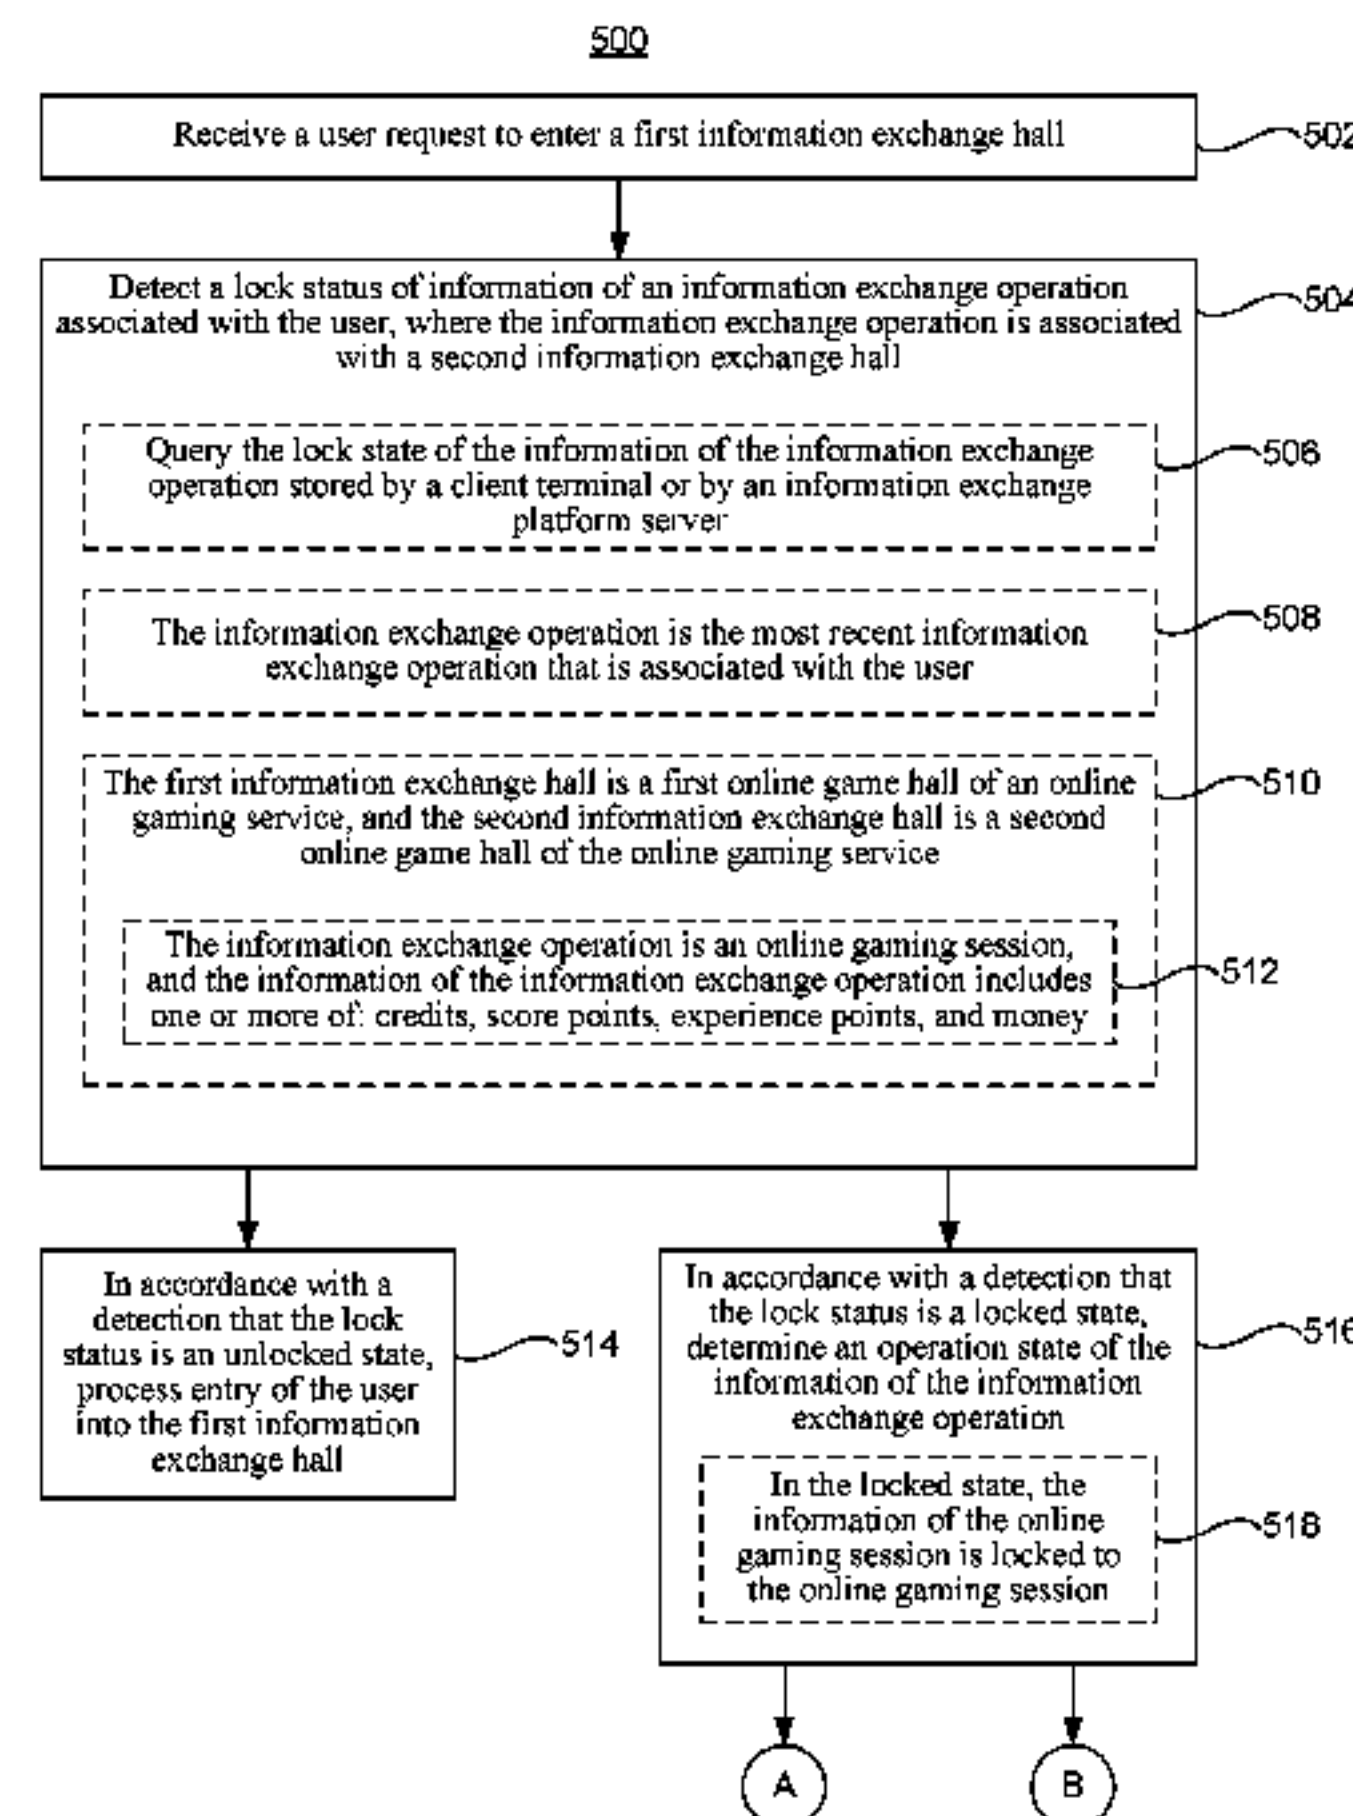 500
Receive a user request to enter a first information exchange hall
502
Detect a lock status of information of an information exchange operation
associated with the user, where the information exchange operation is associated
with a second information exchange hall
504
Query the lock state of the information of the information exchange
operation stored by a client terminal or by an information exchange
platform server
506
The information exchange operation is the most recent information
exchange operation that is associated with the user
508
The first information exchange hall is a first online game hall of an online
gaming service, and the second information exchange hall is a second
online game hall of the online gaming service
510
The information exchange operation is an online gaming session,
and the information of the information exchange operation includes
one or more of: credits, score points, experience points, and money
512
In accordance with a
detection that the lock
status is an unlocked state,
process entry of the user
into the first information
exchange hall
514
In accordance with a detection that
the lock status is a locked state,
determine an operation state of the
information of the information
exchange operation
516
In the locked state, the
information of the online
gaming session is locked to
the online gaming session
518
A
B